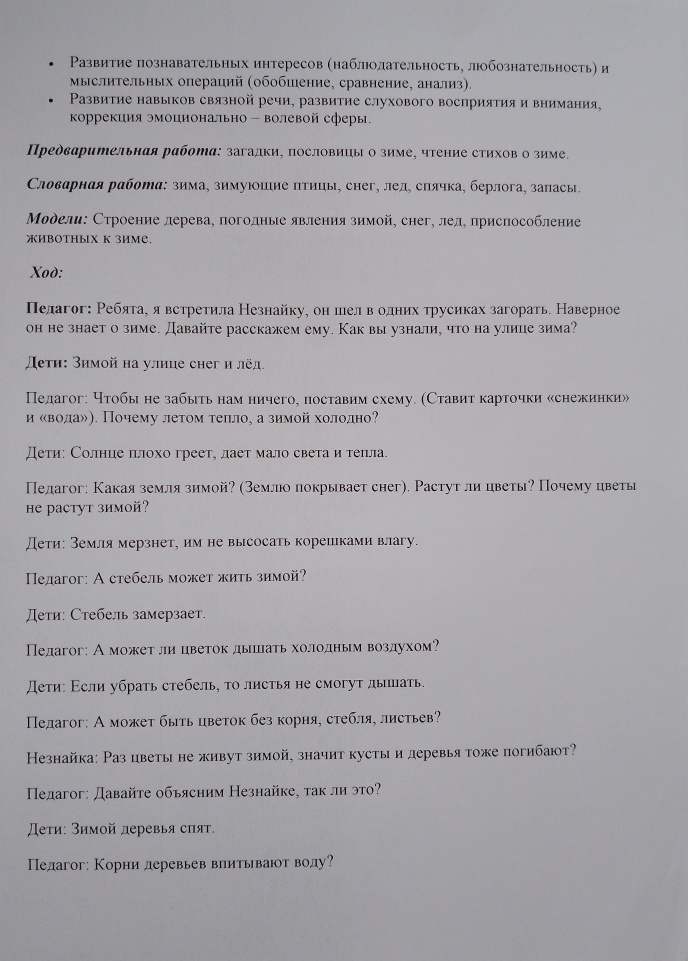 • Развитие познавательных интересов (наблюдательность, любознательность) и
мыслительных операций (обобщение, сравнение, анализ).
• Развитие навыков связной речи, развитие слухового восприятия и внимания,
коррекция эмоционально – волевой сферы.
Предварительная работа: загадки, пословицы о зиме, чтение стихов о зиме.
Словарная работа: зима, зимующие птицы, снег, лед, спячка, берлога, запасы.
Модели: Строение дерева, погодные явления зимой, снег, лед, приспособление
животных к зиме.
Ход:
Педагог: Ребята, я встретила Незнайку, он шел в одних трусиках загорать. Наверное
он не знает о зиме. Давайте расскажем ему. Как вы узнали, что на улице зима?
Дети: Зимой на улице снег и лёд.
Педагог: Чтобы не забыть нам ничего, поставим схему. (Ставит карточки «снежинки»
и «вода»). Почему летом тепло, а зимой холодно?
Дети: Солнце плохо греет, дает мало света и тепла.
Педагог: Какая земля зимой? (Землю покрывает снег). Растут ли цветы? Почему цветы
не растут зимой?
Дети: Земля мерзнет, им не высосать корешками влагу.
Педагог: А стебель может жить зимой?
Дети: Стебель замерзает.
Педагог: А может ли цветок дышать холодным воздухом?
Дети: Если убрать стебель, то листья не смогут дышать.
Педагог: А может быть цветок без корня, стебля, листьев?
Незнайка: Раз цветы не живут зимой, значит кусты и деревья тоже погибают?
Педагог: Давайте объясним Незнайке, так ли это?
Дети: Зимой деревья спят.
Педагог: Корни деревьев впитывают воду?